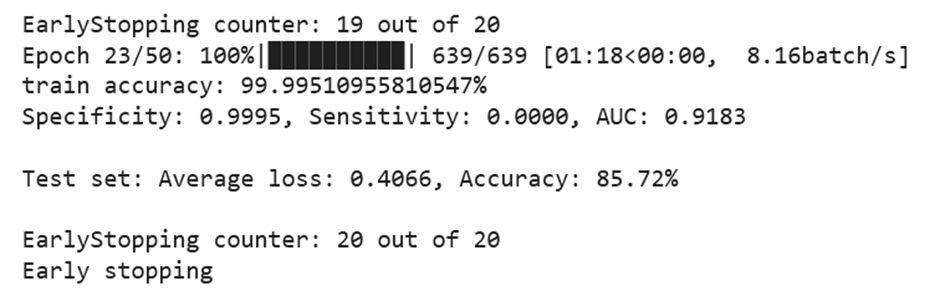 EarlyStopping counter: 19 out of 20
Epoch 23/50: 100%|██████████| 639/639 [01:18<00:00,  8.16batch/s]
train accuracy: 99.99510955810547%
Specificity: 0.9995, Sensitivity: 0.0000, AUC: 0.9183
Test set: Average loss: 0.4066, Accuracy: 85.72%
EarlyStopping counter: 20 out of 20
Early stopping